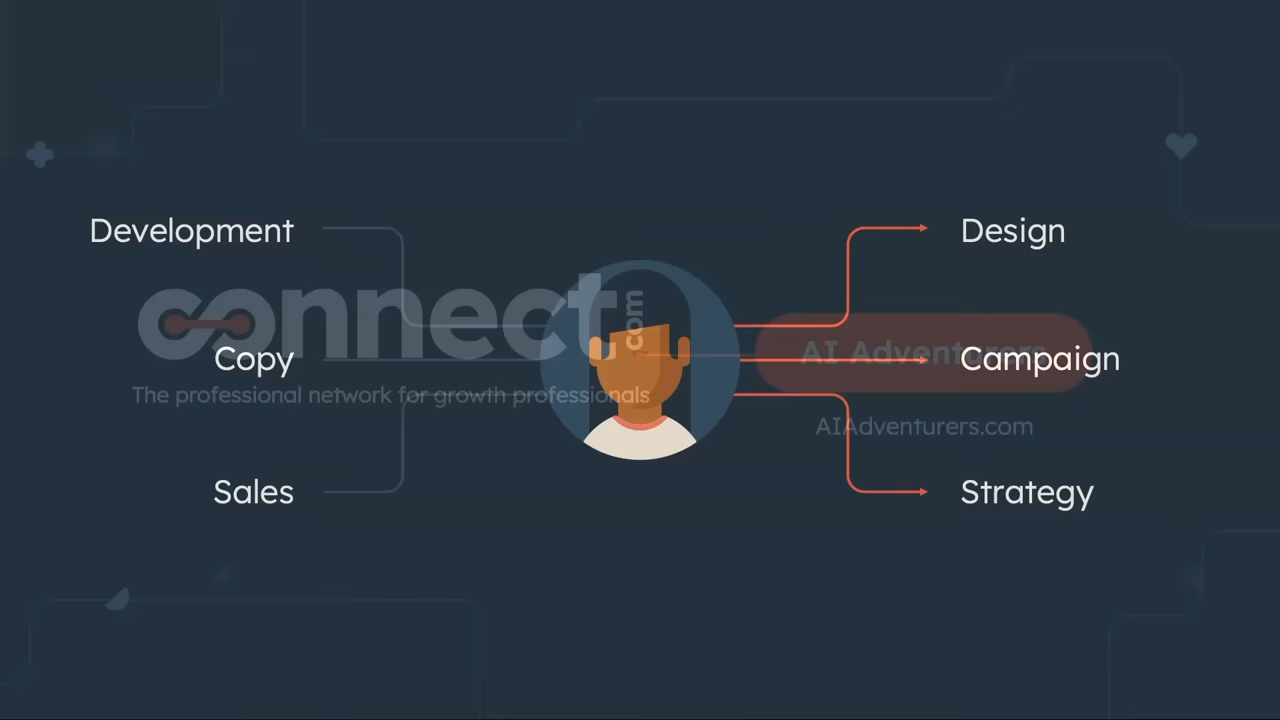 Development
Design
connect
com
AI Adventurers
Copy
Campaign
The professional network for growth professionals
AIAdventurers.com
Sales
Strategy